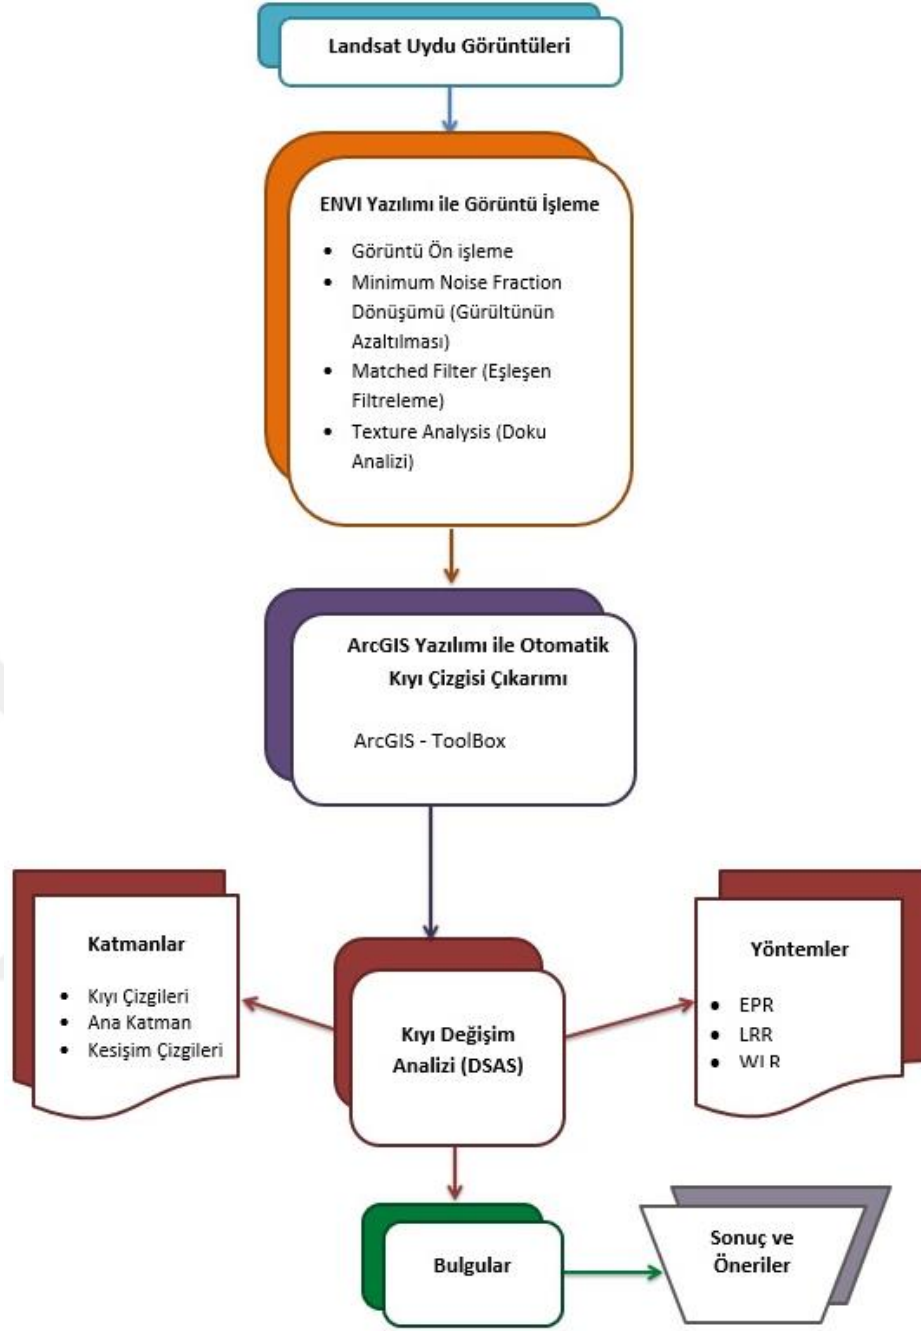 Landsat Uydu Görüntüleri
ENVI Yazılımı ile Görüntü İşleme
• Görüntü Ön işleme
• Minimum Noise Fraction
Dönüşümü (Gürültünün
Azaltılması)
• Matched Filter (Eşleşen
Filtreleme)
• Texture Analysis (Doku
Analizi)
ArcGIS Yazılımı ile Otomatik
Kıyı Çizgisi Çıkarımı
ArcGIS - ToolBox
Katmanlar
• Kıyı Çizgileri
• Ana Katman
• Kesişim Çizgileri
Kıyı Değişim
Analizi (DSAS)
Yöntemler
• EPR
• LRR
• WLR
Bulgular
Sonuç ve
Öneriler